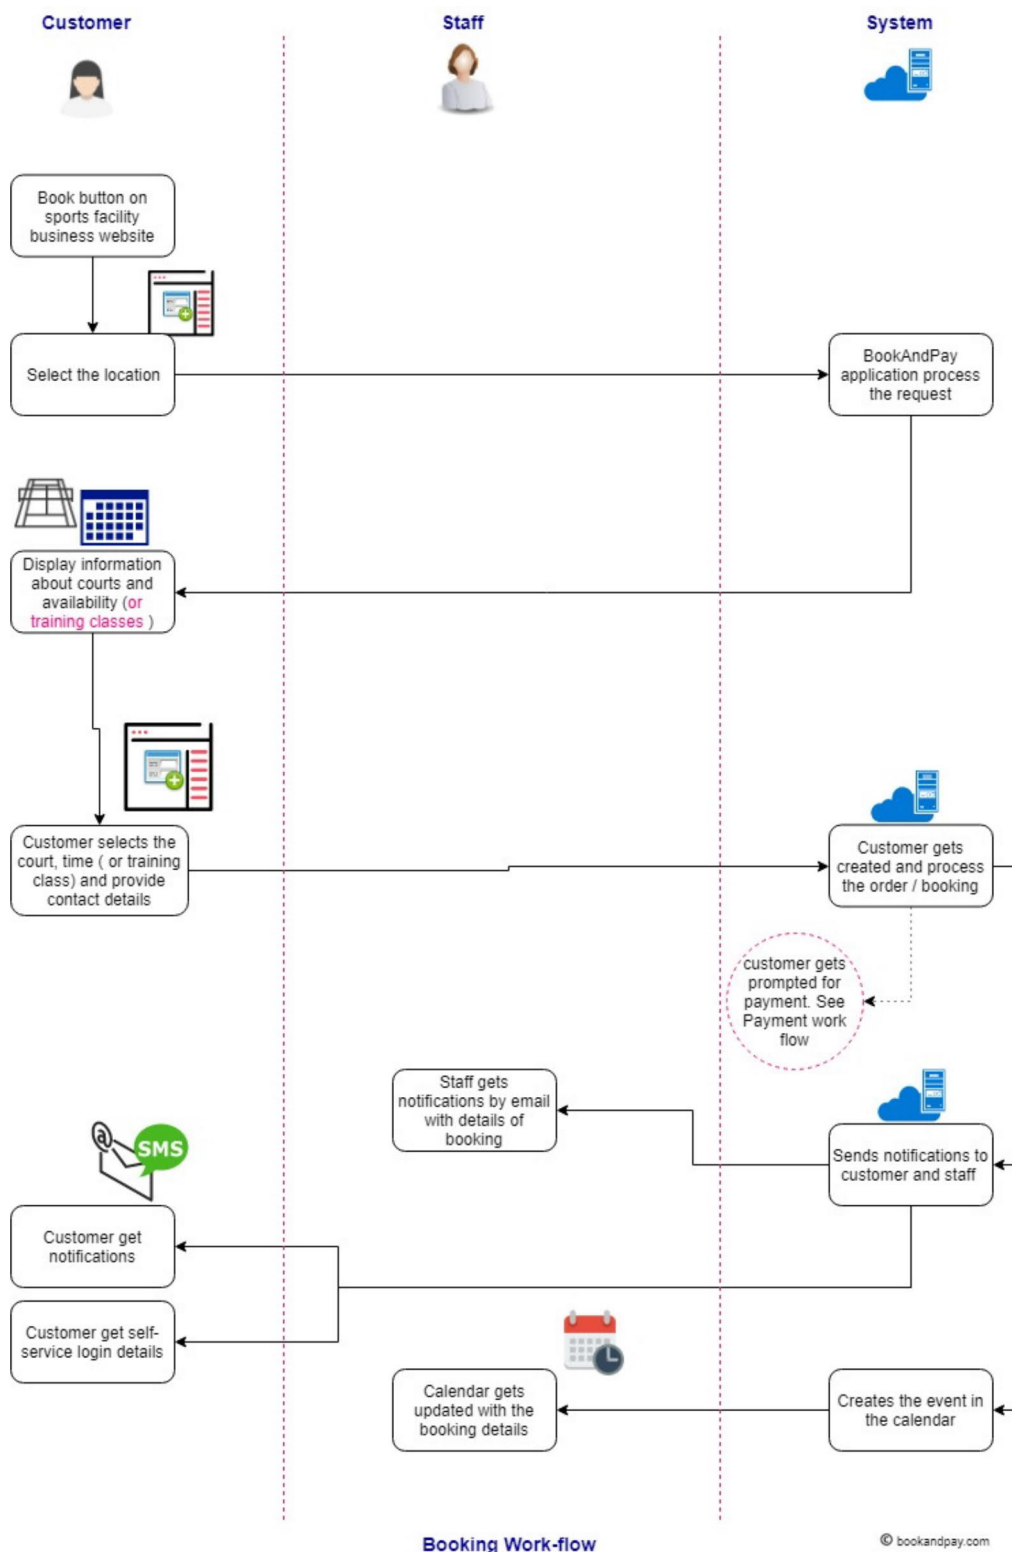 Customer
Staff
System
Book button on
sports facility
business website
Select the location
BookAndPay
application process
the request
Display information
about courts and
availability (or
training classes )
Customer selects the
court, time ( or training
class) and provide
contact details
Customer gets
created and process
the order / booking
customer gets
prompted for
payment. See
Payment work
flow
Staff gets
notifications by email
with details of
booking
Sends notifications to
customer and staff
@
SMS
Customer get
notifications
Customer get self-
service login details
Calendar gets
updated with the
booking details
Creates the event in
the calendar
Booking Work-flow
© bookandpay.com